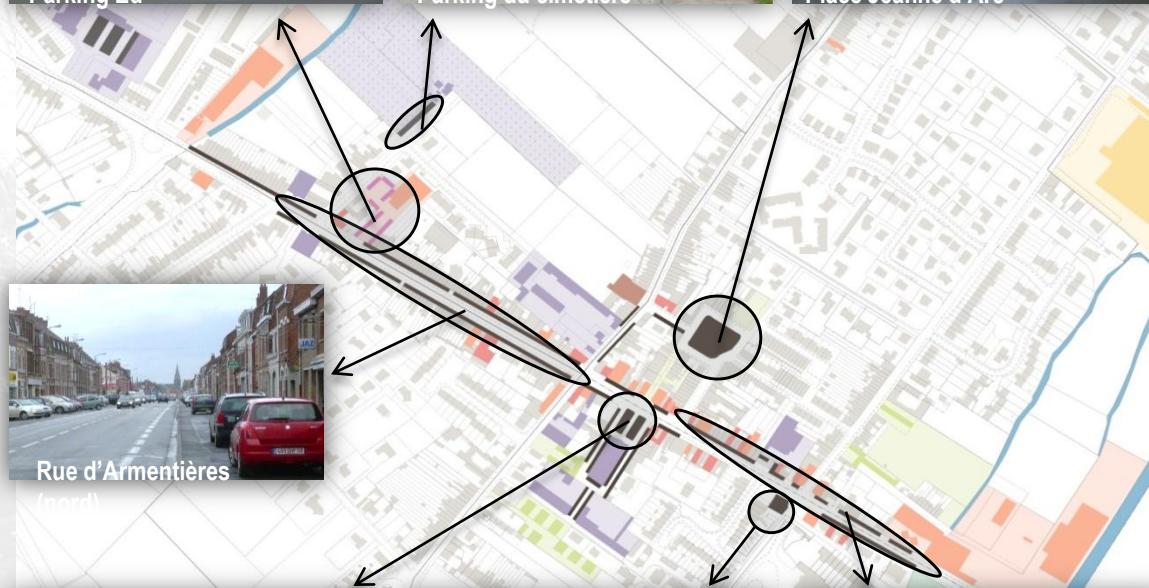 Parking Ed
Parking du cimetière
Place Jeanne d'Arc
Rue d'Armentières
(nord)